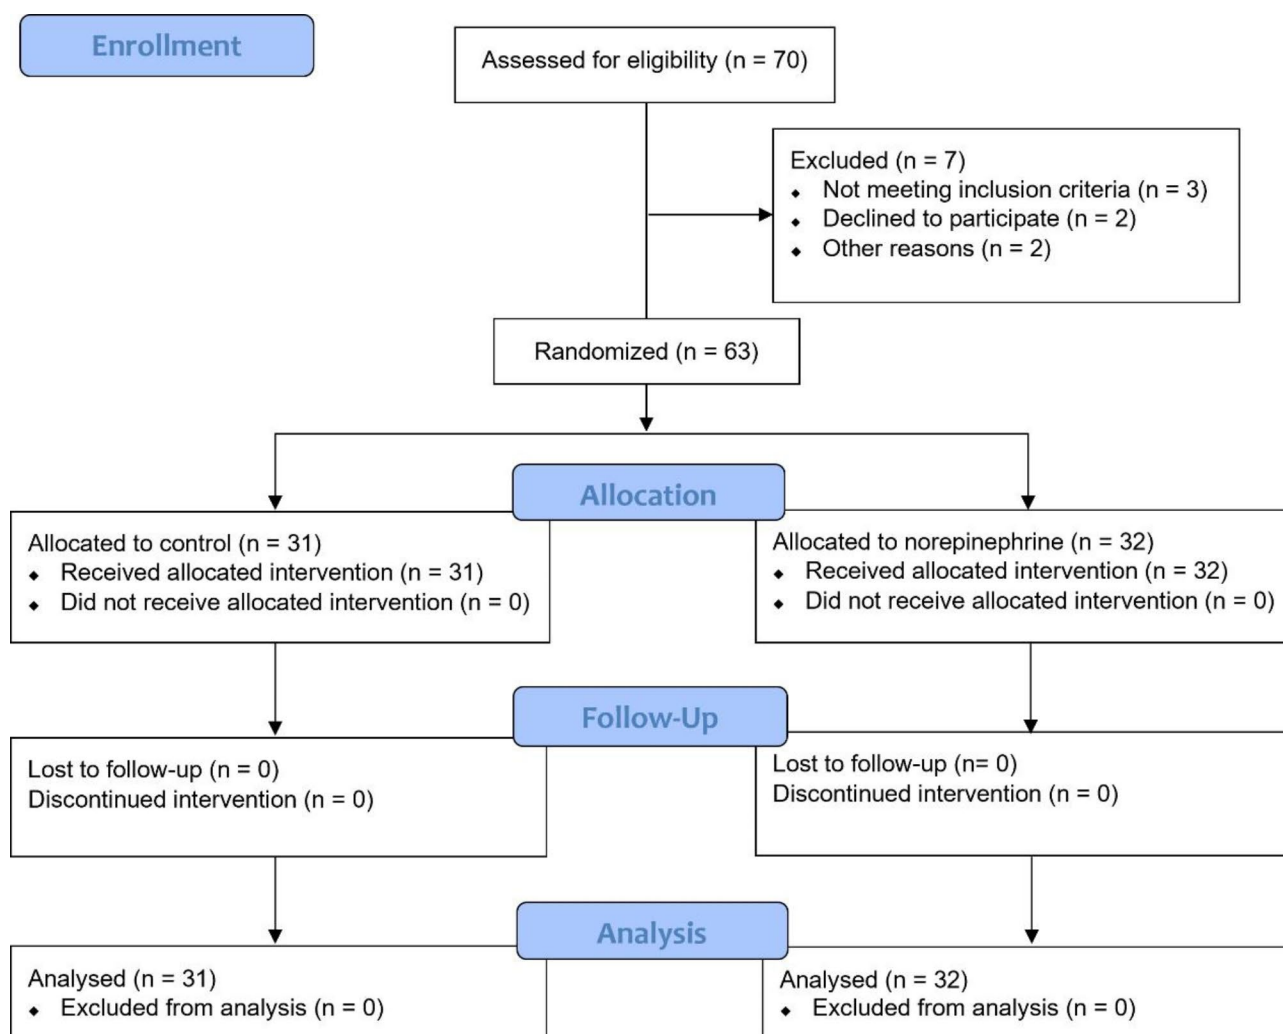 Enrollment
Assessed for eligibility (n = 70)
Excluded (n = 7)
⬥ Not meeting inclusion criteria (n = 3)
⬥ Declined to participate (n = 2)
⬥ Other reasons (n = 2)
Randomized (n = 63)
Allocation
Allocated to control (n = 31)
⬥ Received allocated intervention (n = 31)
⬥ Did not receive allocated intervention (n = 0)
Allocated to norepinephrine (n = 32)
⬥ Received allocated intervention (n = 32)
⬥ Did not receive allocated intervention (n = 0)
Follow-Up
Lost to follow-up (n = 0)
Discontinued intervention (n = 0)
Lost to follow-up (n= 0)
Discontinued intervention (n = 0)
Analysis
Analysed (n = 31)
⬥ Excluded from analysis (n = 0)
Analysed (n = 32)
⬥ Excluded from analysis (n = 0)